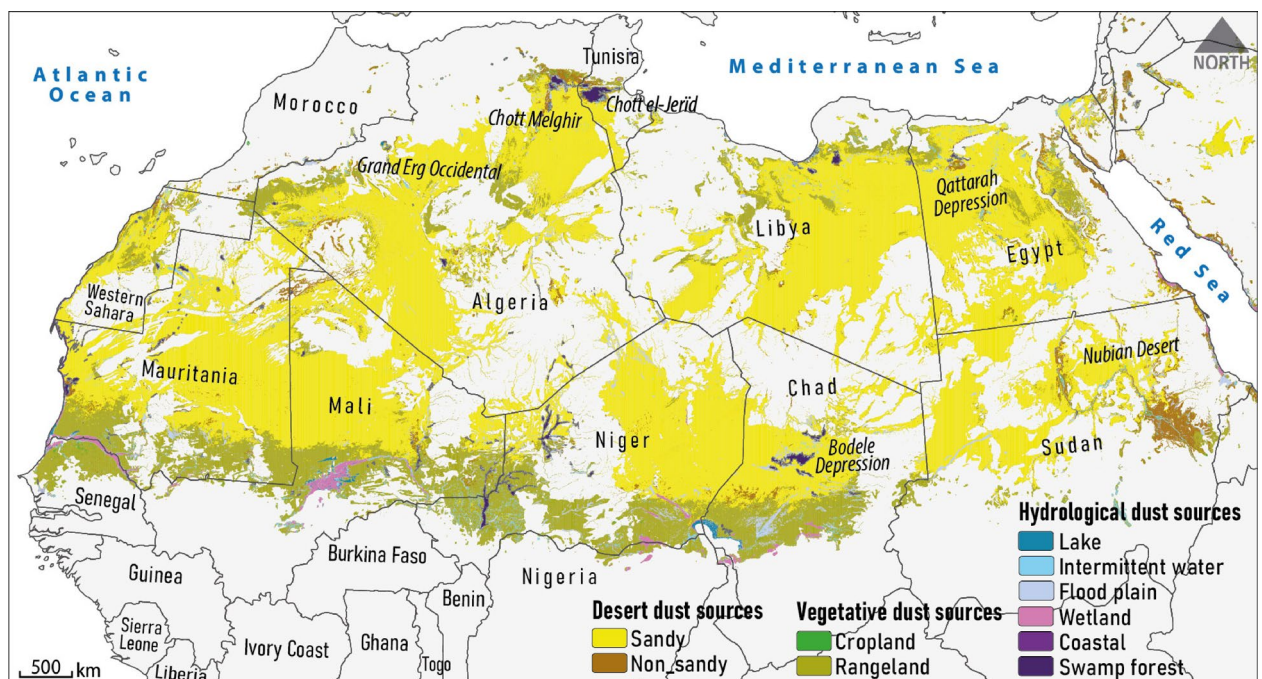 Atlantic
Ocean
Morocco
Tunisia
Mediterranean Sea
NORTH
Chott el-Jerïd
Chott Melghir
Grand Erg Occidental
Qattarah
Depression
Libya
Egypt
Red Sea
Western
Sahara
Algeria
Mauritania
Mali
Niger
Chad
Nubian Desert
Bodele
Depression
Sudan
Senegal
Burkina Faso
Guinea
Nigeria
Benin
Sierra
Leone
Ivory Coast
Ghana
Togo
Liberia
500 km
Desert dust sources
Sandy
Non_sandy
Vegetative dust sources
Cropland
Rangeland
Hydrological dust sources
Lake
Intermittent water
Flood plain
Wetland
Coastal
Swamp forest